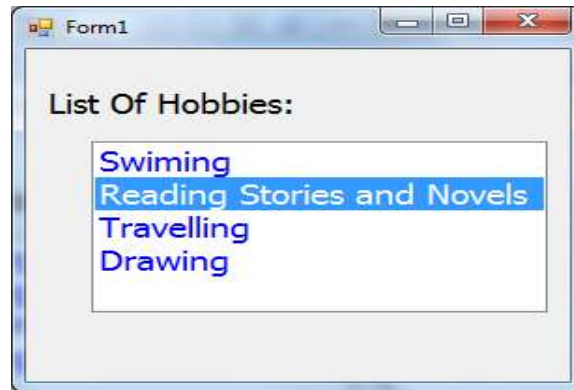 Form1
List Of Hobbies:
Swiming
Reading Stories and Novels
Travelling
Drawing